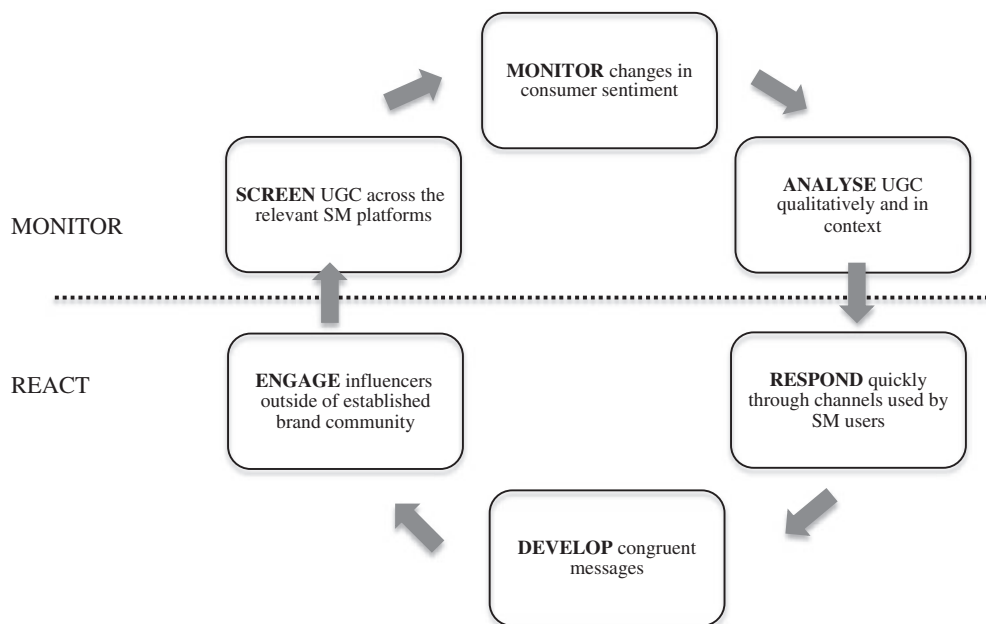 MONITOR changes in
consumer sentiment
SCREEN UGC across the
relevant SM platforms
ANALYSE UGC
qualitatively and in
context
MONITOR
REACT
ENGAGE influencers
outside of established
brand community
RESPOND quickly
through channels used by
SM users
DEVELOP congruent
messages